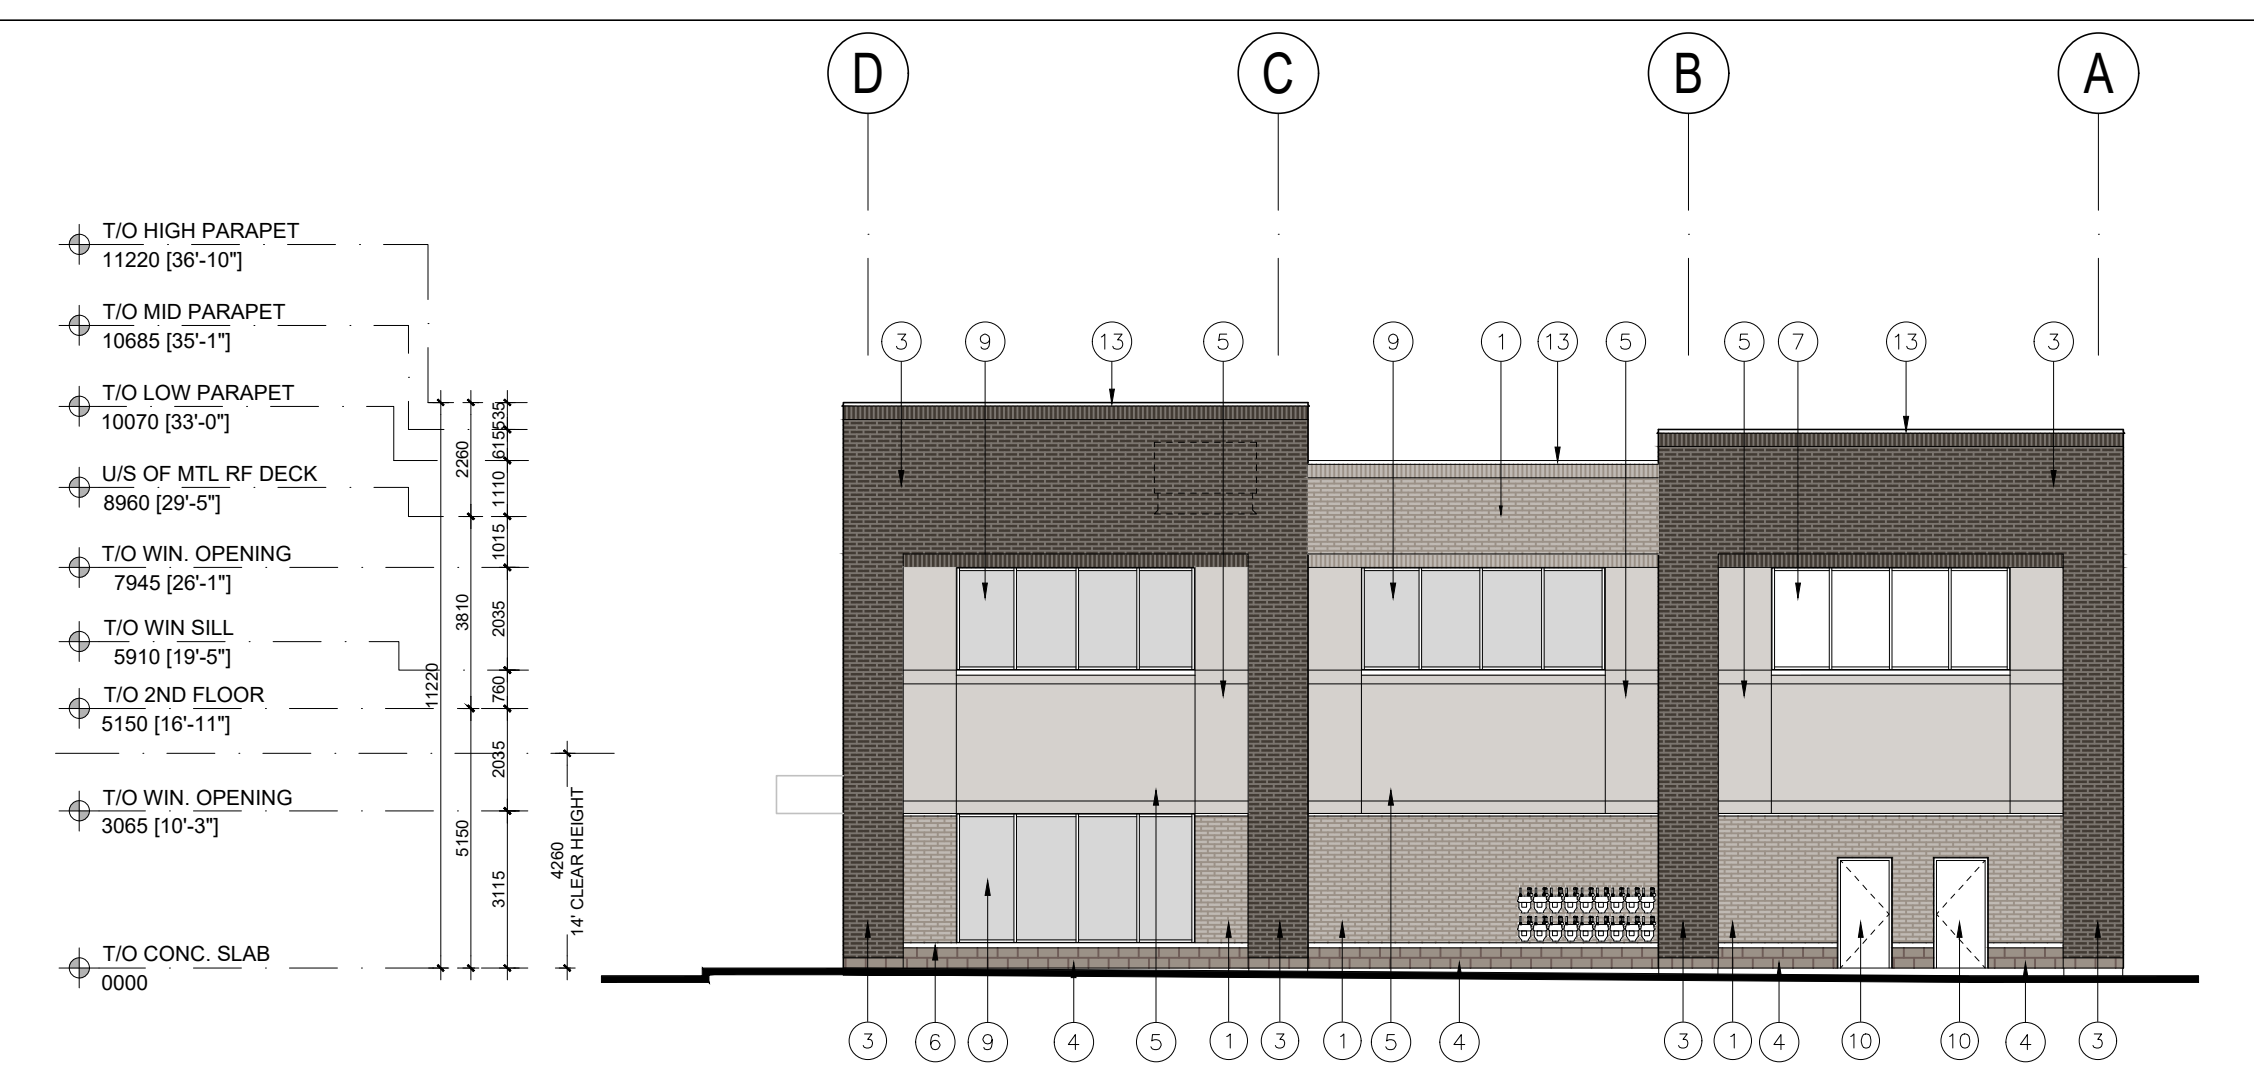 D C B A
T/O HIGH PARAPET
11220 [36'-10"]
T/O MID PARAPET
10685 [35'-1"]
T/O LOW PARAPET
10070 [33'-0"]
U/S OF MTL RF DECK
8960 [29'-5"]
T/O WIN. OPENING
7945 [26'-1"]
T/O WIN SILL
5910 [19'-5"]
T/O 2ND FLOOR
5150 [16'-11"]
T/O WIN. OPENING
3065 [10'-3"]
T/O CONC. SLAB
0000
11220
2260
3810
5150
535
615
1110
1015
2035
760
2035
3115
4260
14' CLEAR HEIGHT
3 9 13 5 9 1 13 5 5 7 13 3
3 6 9 4 5 1 3 1 5 4 3 1 4 10 10 4 3